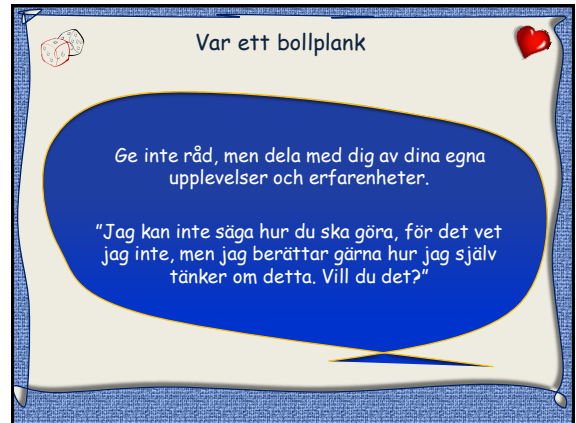 Var ett bollplank
Ge inte råd, men dela med dig av dina egna
upplevelser och erfarenheter.
"Jag kan inte säga hur du ska göra, för det vet
jag inte, men jag berättar gärna hur jag själv
tänker om detta. Vill du det?"